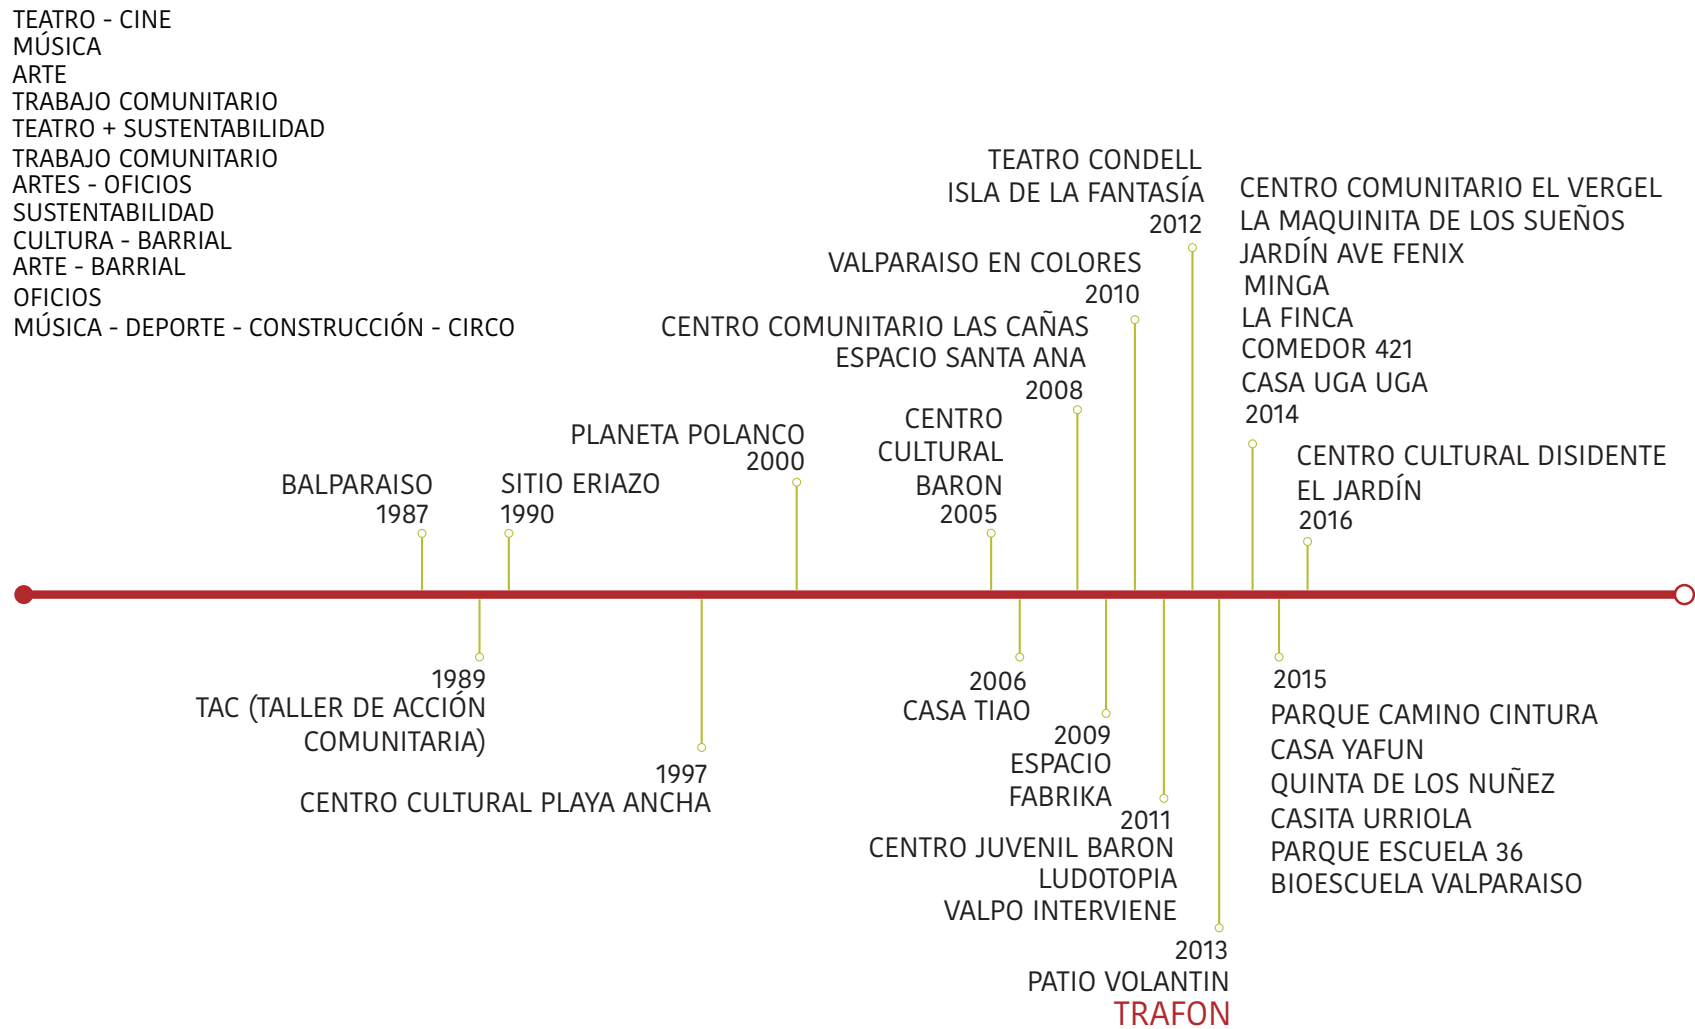 TEATRO - CINE
MÚSICA
ARTE
TRABAJO COMUNITARIO
TEATRO + SUSTENTABILIDAD
TRABAJO COMUNITARIO
ARTES - OFICIOS
SUSTENTABILIDAD
CULTURA - BARRIAL
ARTE - BARRIAL
OFICIOS
MÚSICA - DEPORTE - CONSTRUCCIÓN - CIRCO
BALPARAISO
1987
SITIO ERIAZO
1990
PLANETA POLANCO
2000
CENTRO
CULTURAL
BARON
2005
CENTRO COMUNITARIO LAS CAÑAS
ESPACIO SANTA ANA
2008
VALPARAISO EN COLORES
2010
TEATRO CONDELL
ISLA DE LA FANTASÍA
2012
CENTRO COMUNITARIO EL VERGEL
LA MAQUINITA DE LOS SUEÑOS
JARDÍN AVE FENIX
MINGA
LA FINCA
COMEDOR 421
CASA UGA UGA
2014
CENTRO CULTURAL DISIDENTE
EL JARDÍN
2016
1989
TAC (TALLER DE ACCIÓN
COMUNITARIA)
1997
CENTRO CULTURAL PLAYA ANCHA
2006
CASA TIAO
2009
ESPACIO
FABRIKA
2011
CENTRO JUVENIL BARON
LUDOTOPIA
VALPO INTERVIENE
2013
PATIO VOLANTIN
TRAFON
2015
PARQUE CAMINO CINTURA
CASA YAFUN
QUINTA DE LOS NUÑEZ
CASITA URRIOLA
PARQUE ESCUELA 36
BIOESCUELA VALPARAISO